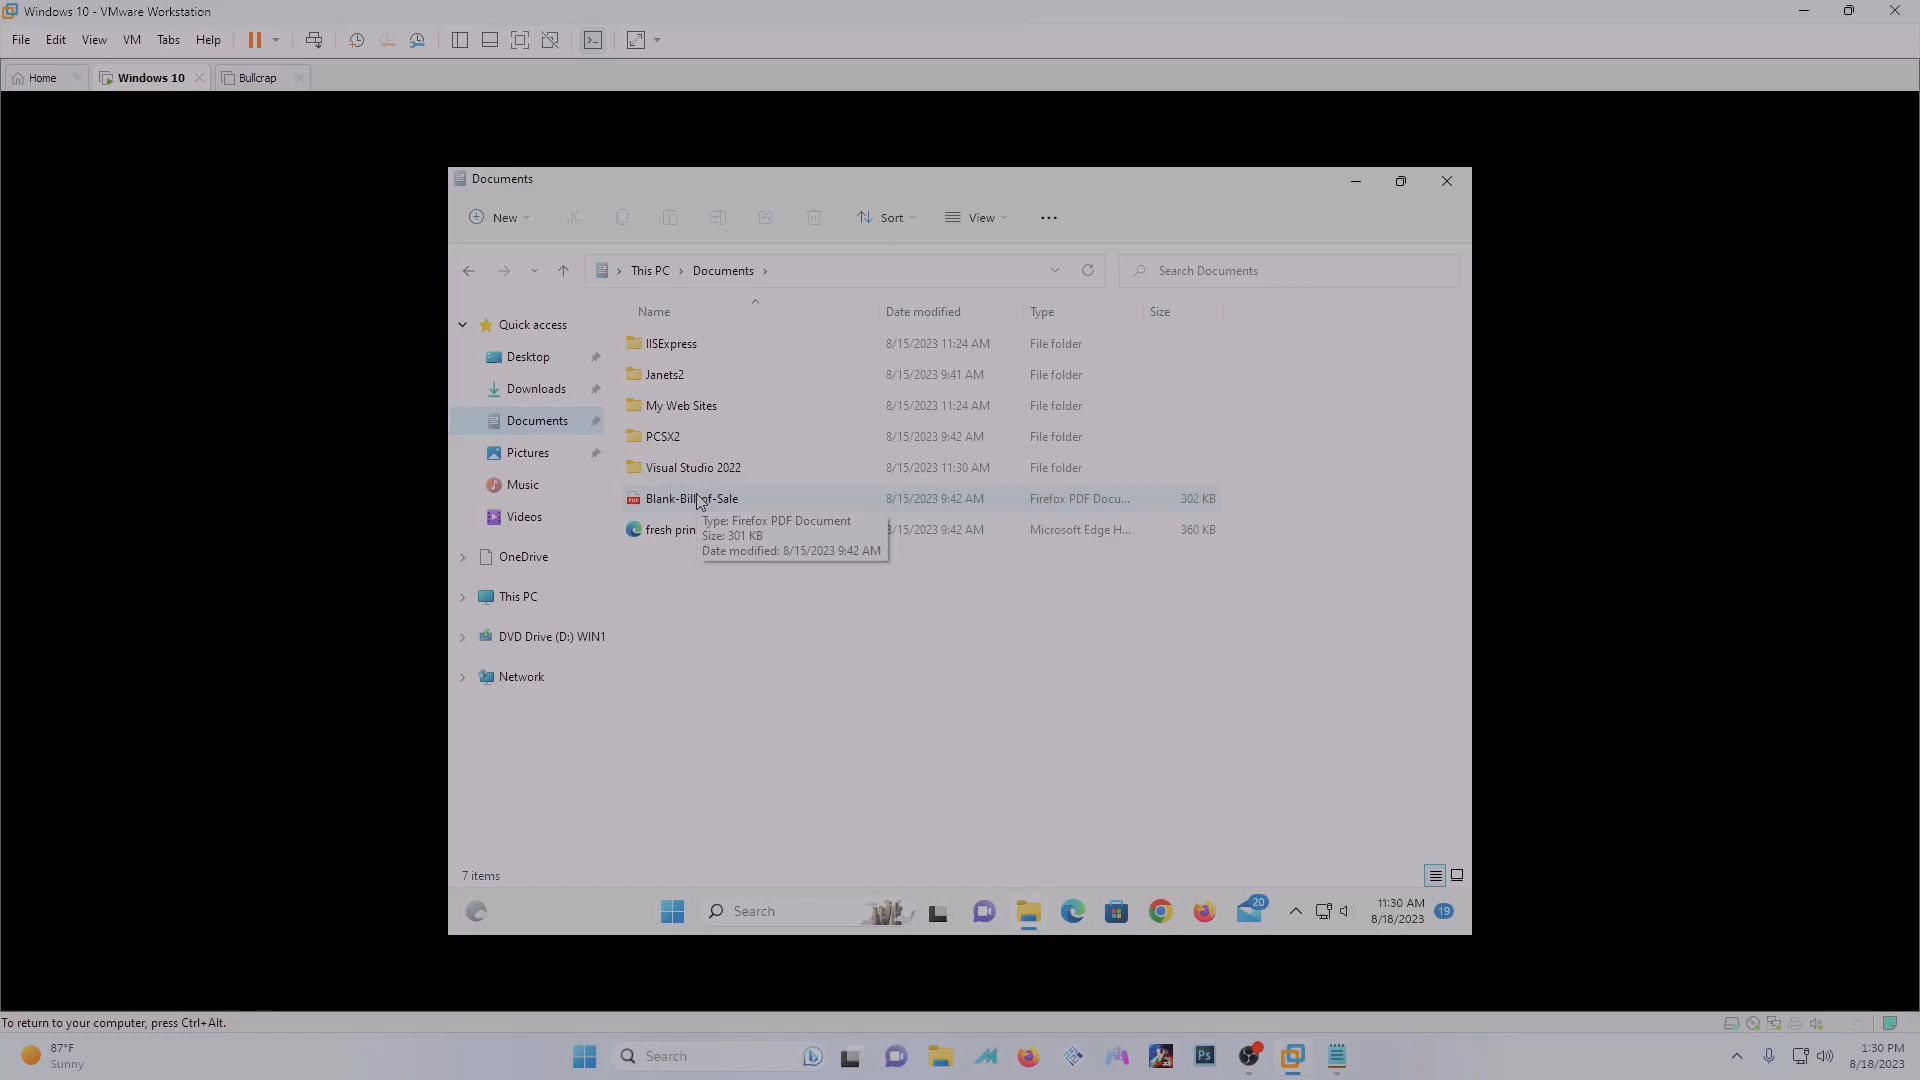 Windows 10 - VMware Workstation
File Edit View VM Tabs Help
Home Windows 10 Bullcrap
Documents
New Sort View
This PC Documents Search Documents
Name Date modified Type Size
Quick access
Desktop
Downloads
Documents
Pictures
Music
Videos
OneDrive
This PC
DVD Drive (D:) WIN1
Network
IISExpress 8/15/2023 11:24 AM File folder
Janets2 8/15/2023 9:41 AM File folder
My Web Sites 8/15/2023 11:24 AM File folder
PCSX2 8/15/2023 9:42 AM File folder
Visual Studio 2022 8/15/2023 11:30 AM File folder
Blank-Bill-of-Sale 8/15/2023 9:42 AM Firefox PDF Docu... 302 KB
fresh prin 8/15/2023 9:42 AM Microsoft Edge H... 360 KB
Type: Firefox PDF Document
Size: 301 KB
Date modified: 8/15/2023 9:42 AM
7 items
Search
20
11:30 AM
8/18/2023
19
To return to your computer, press Ctrl+Alt.
87°F
Sunny
Search
Ps
1:30 PM
8/18/2023